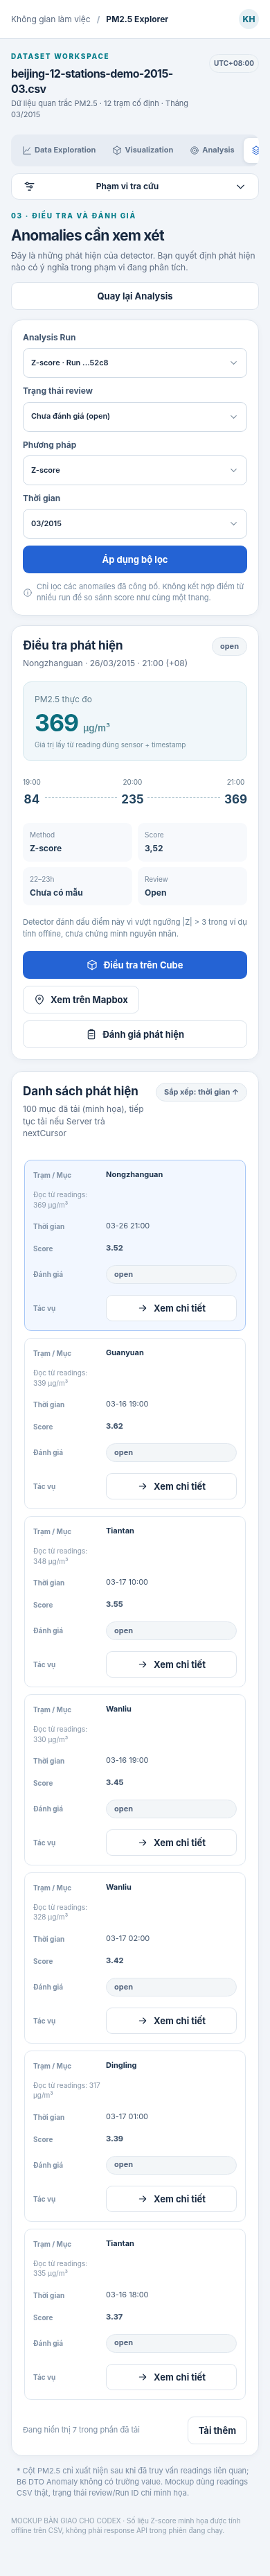 Không gian làm việc / PM2.5 Explorer
KH
DATASET WORKSPACE
beijing-12-stations-demo-2015-
03.csv
UTC+08:00
Dữ liệu quan trắc PM2.5 · 12 trạm cố định · Tháng
03/2015
Data Exploration
Visualization
Analysis
Phạm vi tra cứu
03 · ĐIỀU TRA VÀ ĐÁNH GIÁ
Anomalies cần xem xét
Đây là những phát hiện của detector. Bạn quyết định phát hiện
nào có ý nghĩa trong phạm vi đang phân tích.
Quay lại Analysis
Analysis Run
Z-score · Run ...52c8
Trạng thái review
Chưa đánh giá (open)
Phương pháp
Z-score
Thời gian
03/2015
Áp dụng bộ lọc
Chỉ lọc các anomalies đã công bố. Không kết hợp điểm từ
nhiều run để so sánh score như cùng một thang.
Điều tra phát hiện
open
Nongzhanguan · 26/03/2015 · 21:00 (+08)
PM2.5 thực đo
369 µg/m³
Giá trị lấy từ reading đúng sensor + timestamp
19:00 20:00 21:00
84 235 369
Method
Z-score
Score
3,52
22–23h
Chưa có mẫu
Review
Open
Detector đánh dấu điểm này vì vượt ngưỡng |Z| > 3 trong ví dụ
tính offline, chưa chứng minh nguyên nhân.
Điều tra trên Cube
Xem trên Mapbox
Đánh giá phát hiện
Danh sách phát hiện
Sắp xếp: thời gian ↑
100 mục đã tải (minh họa), tiếp
tục tải nếu Server trả
nextCursor
Trạm / Mục Nongzhanguan
Đọc từ readings:
369 µg/m³
Thời gian 03-26 21:00
Score 3.52
Đánh giá open
Tác vụ → Xem chi tiết
Trạm / Mục Guanyuan
Đọc từ readings:
339 µg/m³
Thời gian 03-16 19:00
Score 3.62
Đánh giá open
Tác vụ → Xem chi tiết
Trạm / Mục Tiantan
Đọc từ readings:
348 µg/m³
Thời gian 03-17 10:00
Score 3.55
Đánh giá open
Tác vụ → Xem chi tiết
Trạm / Mục Wanliu
Đọc từ readings:
330 µg/m³
Thời gian 03-16 19:00
Score 3.45
Đánh giá open
Tác vụ → Xem chi tiết
Trạm / Mục Wanliu
Đọc từ readings:
328 µg/m³
Thời gian 03-17 02:00
Score 3.42
Đánh giá open
Tác vụ → Xem chi tiết
Trạm / Mục Dingling
Đọc từ readings: 317
µg/m³
Thời gian 03-17 01:00
Score 3.39
Đánh giá open
Tác vụ → Xem chi tiết
Trạm / Mục Tiantan
Đọc từ readings:
335 µg/m³
Thời gian 03-16 18:00
Score 3.37
Đánh giá open
Tác vụ → Xem chi tiết
Đang hiển thị 7 trong phần đã tải
Tải thêm
* Cột PM2.5 chỉ xuất hiện sau khi đã truy vấn readings liên quan;
B6 DTO Anomaly không có trường value. Mockup dùng readings
CSV thật, trạng thái review/Run ID chỉ minh họa.
MOCKUP BÀN GIAO CHO CODEX · Số liệu Z-score minh họa được tính
offline trên CSV, không phải response API trong phiên đang chạy.